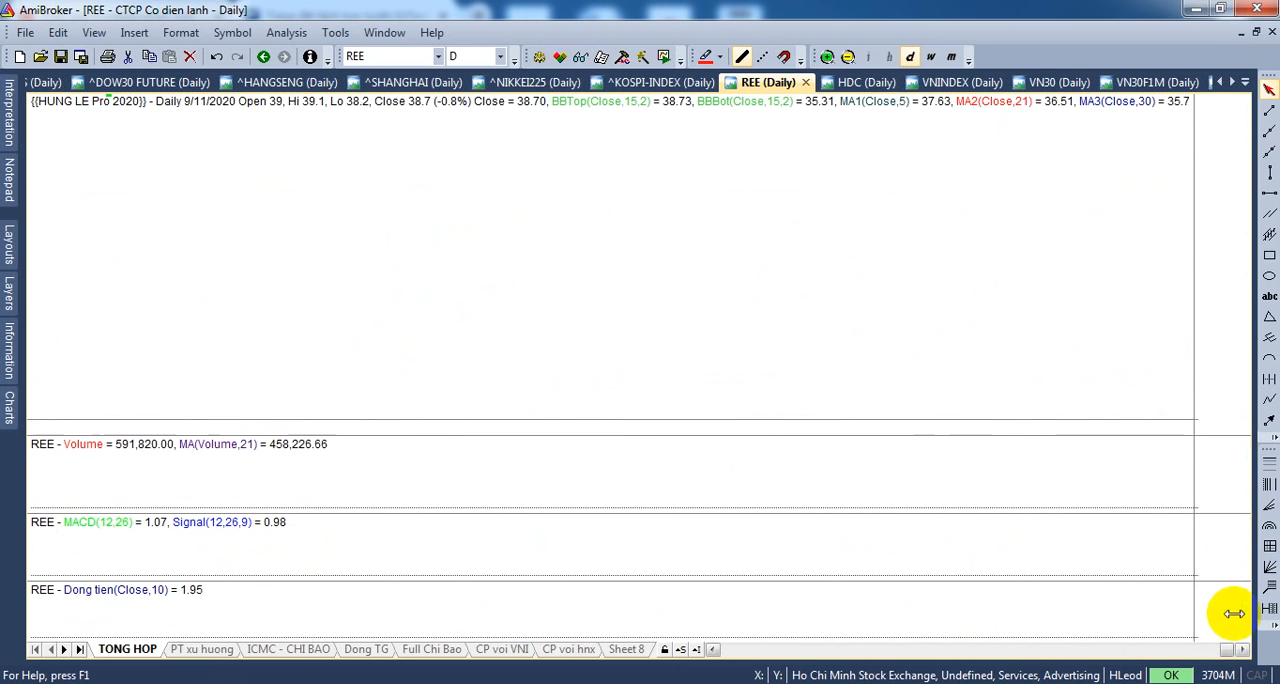 AmiBroker - [REE - CTCP Co dien lanh - Daily]
File Edit View Insert Format Symbol Analysis Tools Window Help
REE D i h d w m
(Daily) ^DOW30 FUTURE (Daily) ^HANGSENG (Daily) ^SHANGHAI (Daily) ^NIKKEI225 (Daily) ^KOSPI-INDEX (Daily) REE (Daily) HDC (Daily) VNINDEX (Daily) VN30 (Daily) VN30F1M (Daily)
{{HUNG LE Pro 2020}} - Daily 9/11/2020 Open 39, Hi 39.1, Lo 38.2, Close 38.7 (-0.8%) Close = 38.70, BBTop(Close,15,2) = 38.73, BBBot(Close,15,2) = 35.31, MA1(Close,5) = 37.63, MA2(Close,21) = 36.51, MA3(Close,30) = 35.7
Interpretation
Notepad
Layouts
Layers
Information
Charts
abc
REE - Volume = 591,820.00, MA(Volume,21) = 458,226.66
REE - MACD(12,26) = 1.07, Signal(12,26,9) = 0.98
REE - Dong tien(Close,10) = 1.95
TONG HOP PT xu huong ICMC - CHI BAO Dong TG Full Chi Bao CP voi VNI CP voi hnx Sheet 8
For Help, press F1 X: Y: Ho Chi Minh Stock Exchange, Undefined, Services, Advertising HLeod OK 3704M CAP